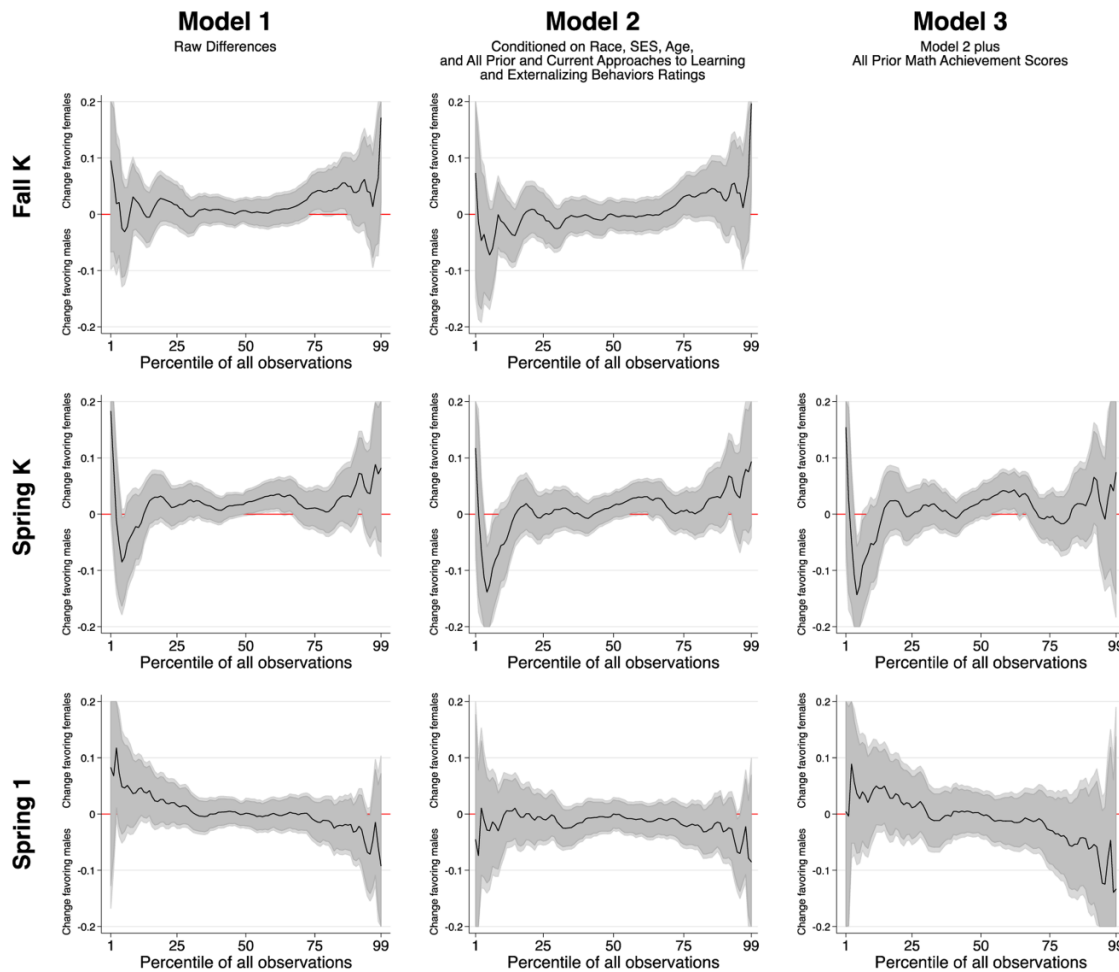 Model 1
Raw Differences
Model 2
Conditioned on Race, SES, Age,
and All Prior and Current Approaches to Learning
and Externalizing Behaviors Ratings
Model 3
Model 2 plus
All Prior Math Achievement Scores
Fall K
Change favoring males
Change favoring females
0.2
0.1
0
-0.1
-0.2
1
25
50
75
99
Percentile of all observations
Change favoring males
Change favoring females
0.2
0.1
0
-0.1
-0.2
1
25
50
75
99
Percentile of all observations
Spring K
Change favoring males
Change favoring females
0.2
0.1
0
-0.1
-0.2
1
25
50
75
99
Percentile of all observations
Change favoring males
Change favoring females
0.2
0.1
0
-0.1
-0.2
1
25
50
75
99
Percentile of all observations
Change favoring males
Change favoring females
0.2
0.1
0
-0.1
-0.2
1
25
50
75
99
Percentile of all observations
Spring 1
Change favoring males
Change favoring females
0.2
0.1
0
-0.1
-0.2
1
25
50
75
99
Percentile of all observations
Change favoring males
Change favoring females
0.2
0.1
0
-0.1
-0.2
1
25
50
75
99
Percentile of all observations
Change favoring males
Change favoring females
0.2
0.1
0
-0.1
-0.2
1
25
50
75
99
Percentile of all observations